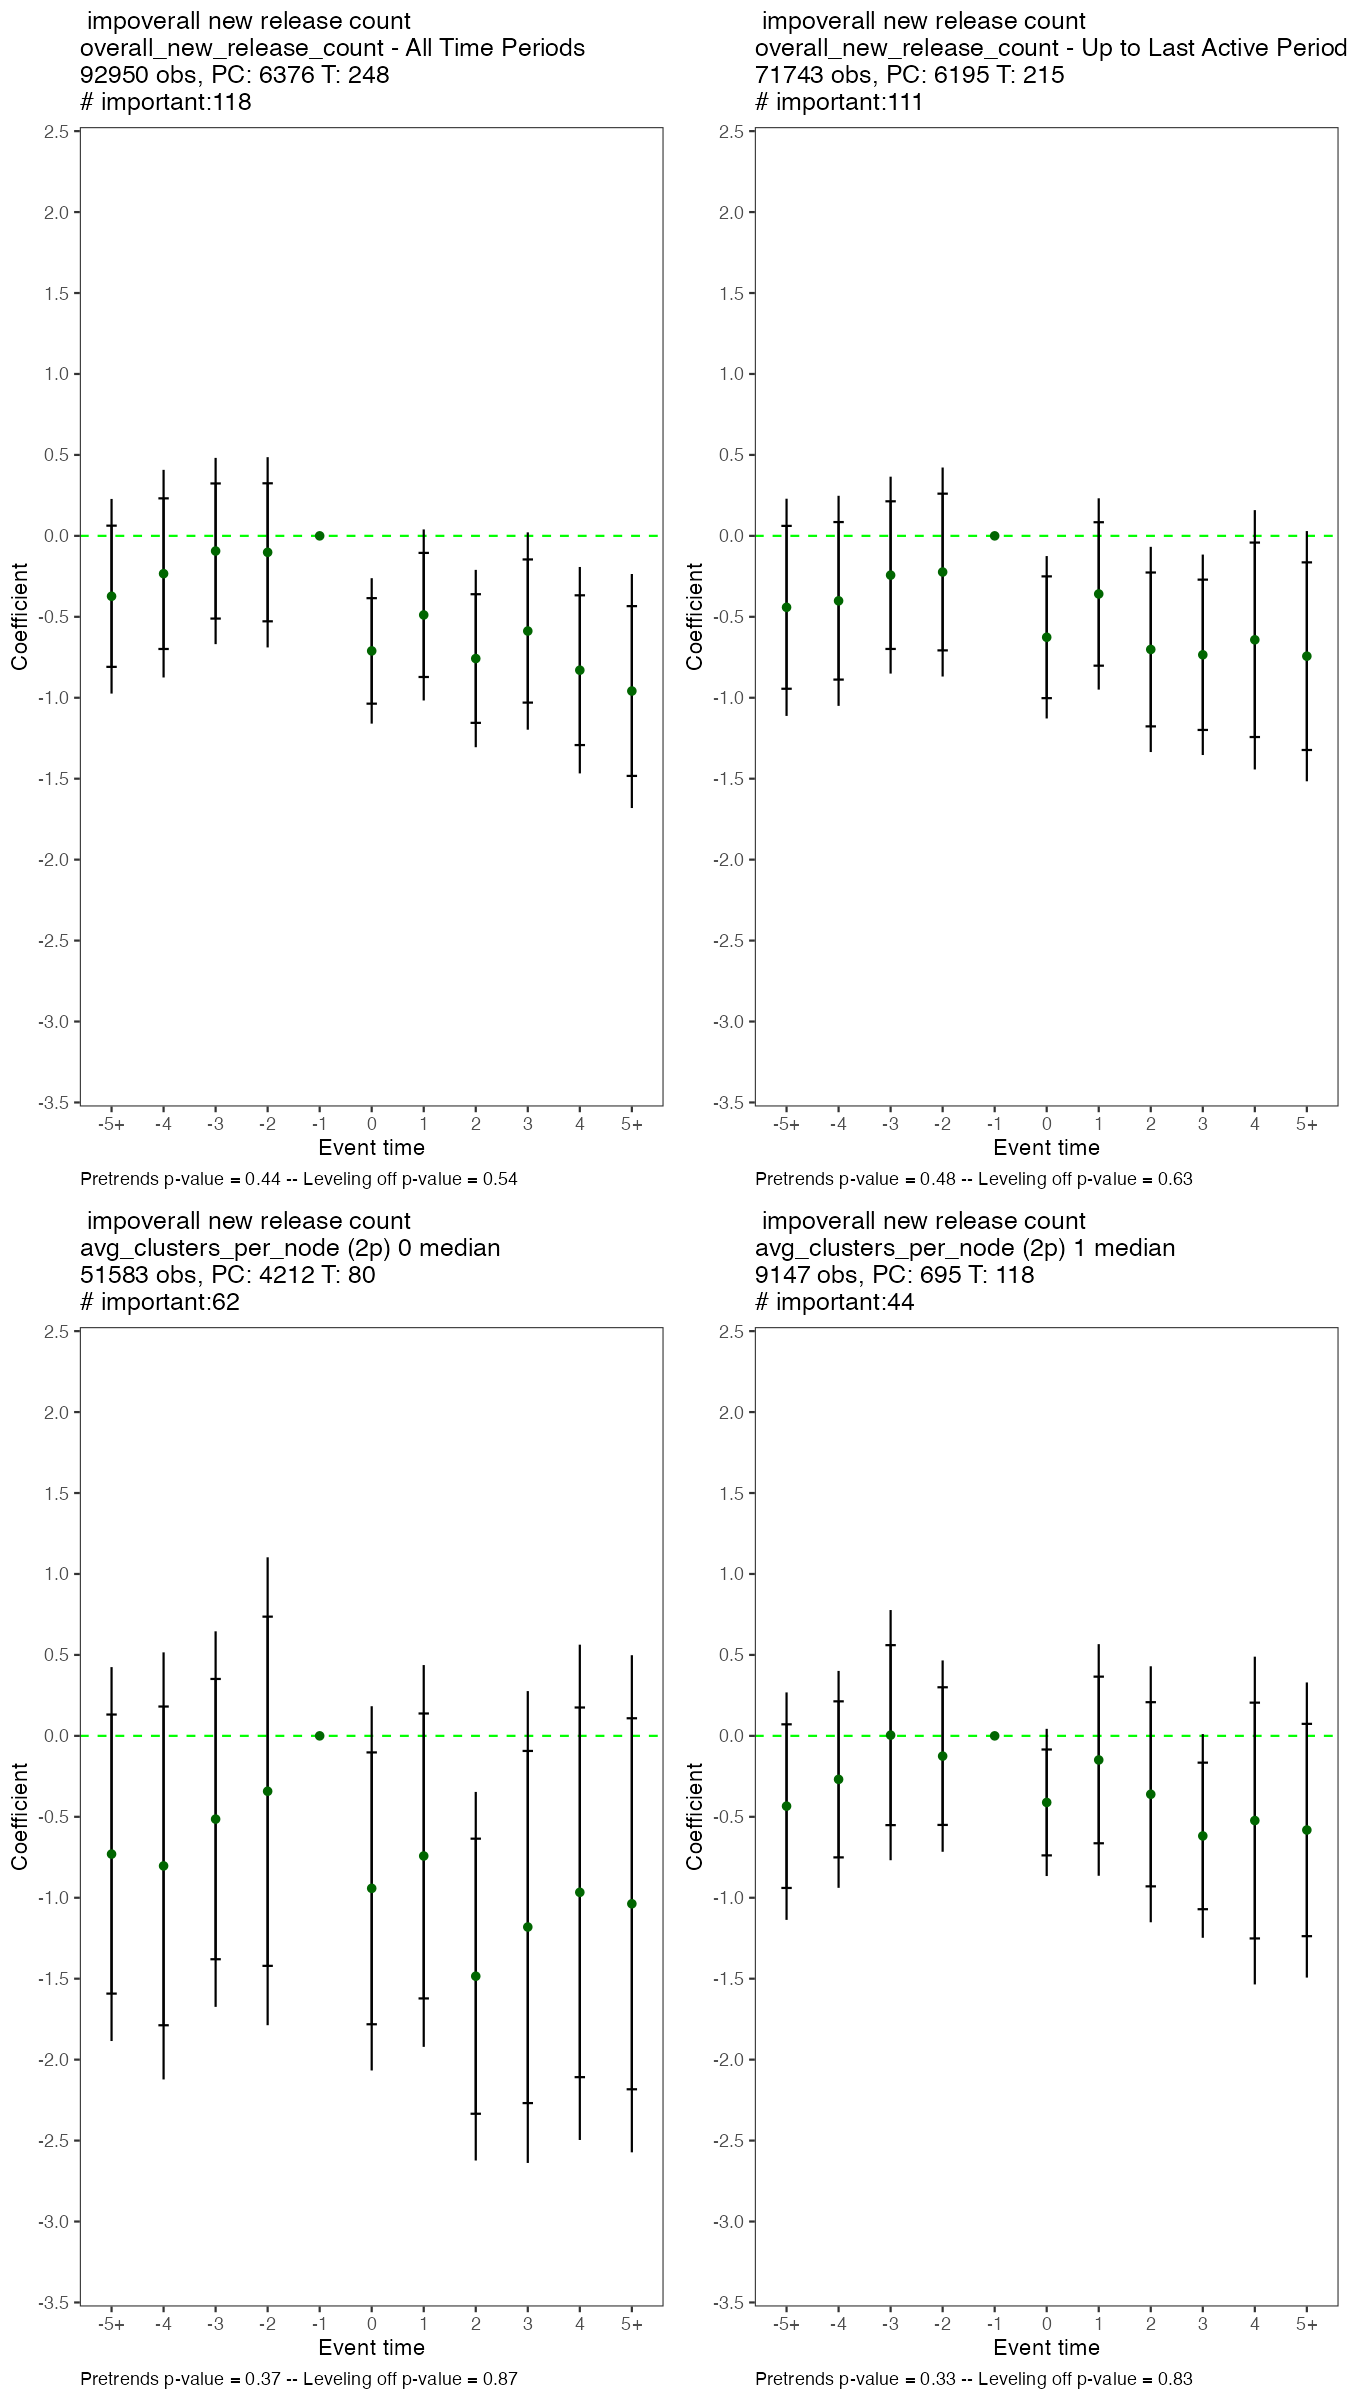 impoverall new release count
overall_new_release_count - All Time Periods
92950 obs, PC: 6376 T: 248
# important:118
2.5
2.0
1.5
1.0
0.5
0.0
-0.5
-1.0
-1.5
-2.0
-2.5
-3.0
-3.5
Coefficient
-5+ -4 -3 -2 -1 0 1 2 3 4 5+
Event time
Pretrends p-value = 0.44 -- Leveling off p-value = 0.54
impoverall new release count
overall_new_release_count - Up to Last Active Period
71743 obs, PC: 6195 T: 215
# important:111
2.5
2.0
1.5
1.0
0.5
0.0
-0.5
-1.0
-1.5
-2.0
-2.5
-3.0
-3.5
Coefficient
-5+ -4 -3 -2 -1 0 1 2 3 4 5+
Event time
Pretrends p-value = 0.48 -- Leveling off p-value = 0.63
impoverall new release count
avg_clusters_per_node (2p) 0 median
51583 obs, PC: 4212 T: 80
# important:62
2.5
2.0
1.5
1.0
0.5
0.0
-0.5
-1.0
-1.5
-2.0
-2.5
-3.0
-3.5
Coefficient
-5+ -4 -3 -2 -1 0 1 2 3 4 5+
Event time
Pretrends p-value = 0.37 -- Leveling off p-value = 0.87
impoverall new release count
avg_clusters_per_node (2p) 1 median
9147 obs, PC: 695 T: 118
# important:44
2.5
2.0
1.5
1.0
0.5
0.0
-0.5
-1.0
-1.5
-2.0
-2.5
-3.0
-3.5
Coefficient
-5+ -4 -3 -2 -1 0 1 2 3 4 5+
Event time
Pretrends p-value = 0.33 -- Leveling off p-value = 0.83